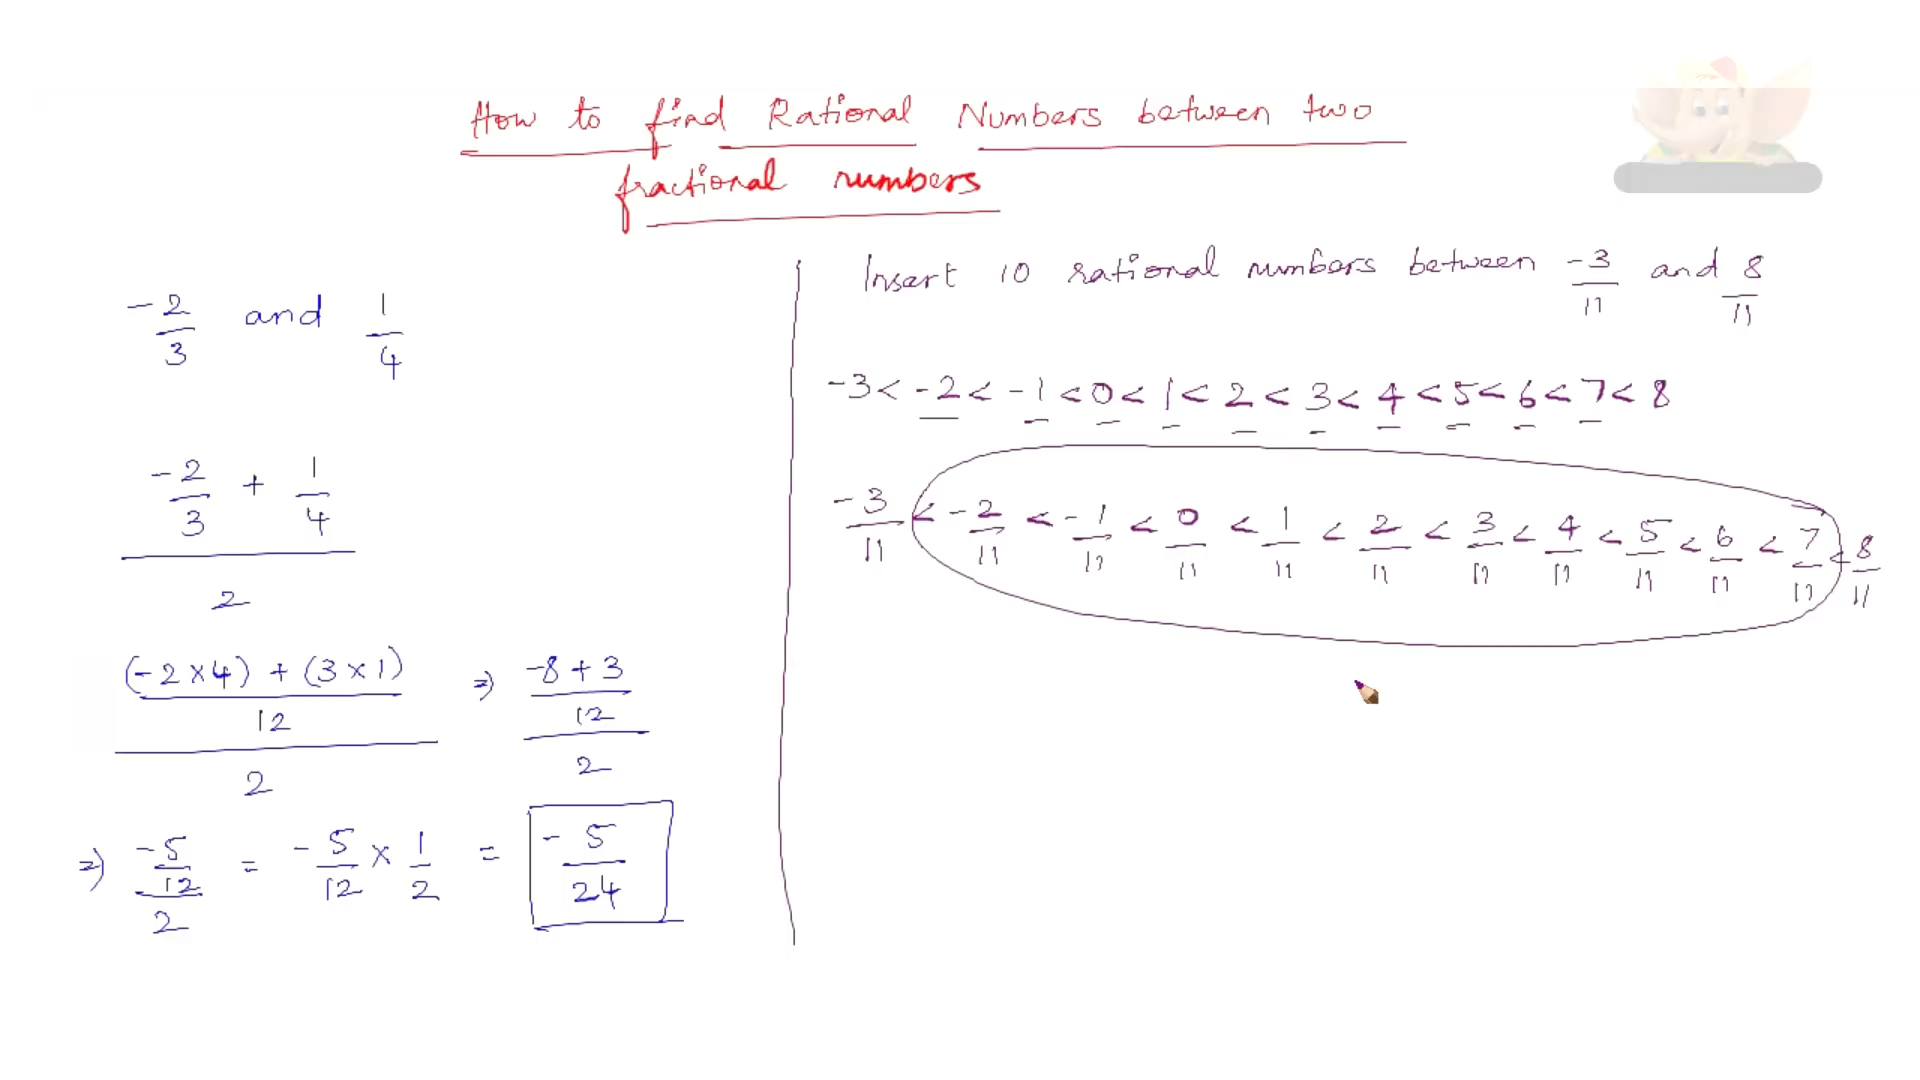 How to find Rational Numbers between two
fractional numbers
-2/3 and 1/4
-2/3 + 1/4
2
(-2×4) + (3×1)
12
2
⇒ -8+3
12
2
⇒ -5/12 = -5/12 × 1/2 = -5/24
2
Insert 10 rational numbers between -3/11 and 8/11
-3 < -2 < -1 < 0 < 1 < 2 < 3 < 4 < 5 < 6 < 7 < 8
-3/11 < -2/11 < -1/11 < 0/11 < 1/11 < 2/11 < 3/11 < 4/11 < 5/11 < 6/11 < 7/11 < 8/11